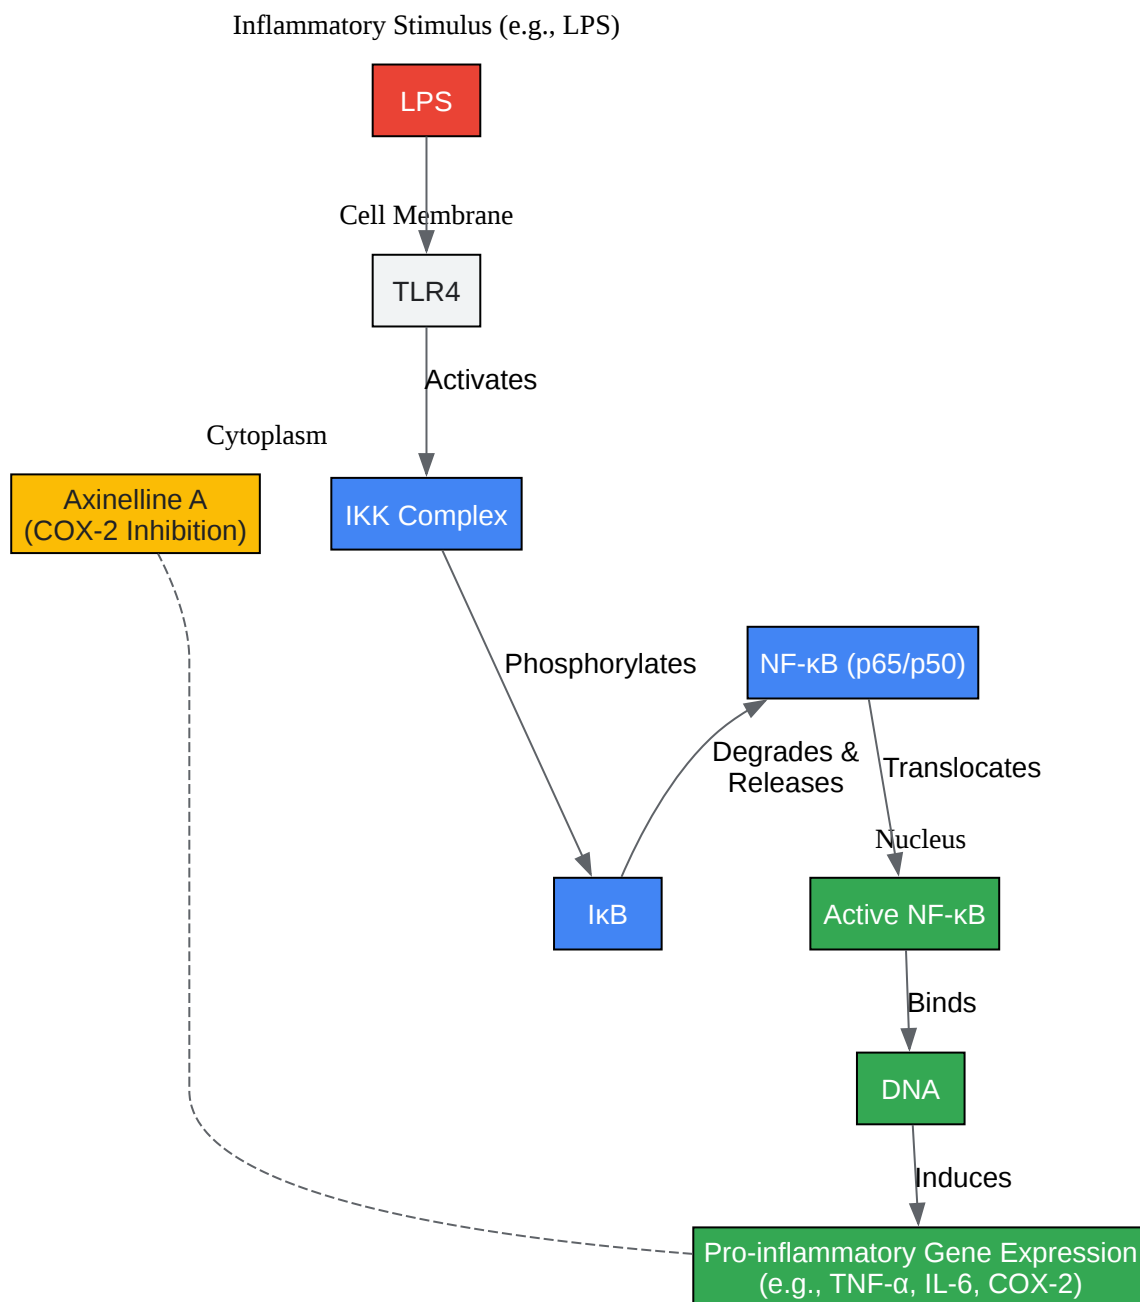 Inflammatory Stimulus (e.g., LPS)
LPS
Cell Membrane
TLR4
Activates
Cytoplasm
Axinelline A
(COX-2 Inhibition)
IKK Complex
Phosphorylates
NF-κB (p65/p50)
Degrades &
Releases
Translocates
Nucleus
IκB
Active NF-κB
Binds
DNA
Induces
Pro-inflammatory Gene Expression
(e.g., TNF-α, IL-6, COX-2)